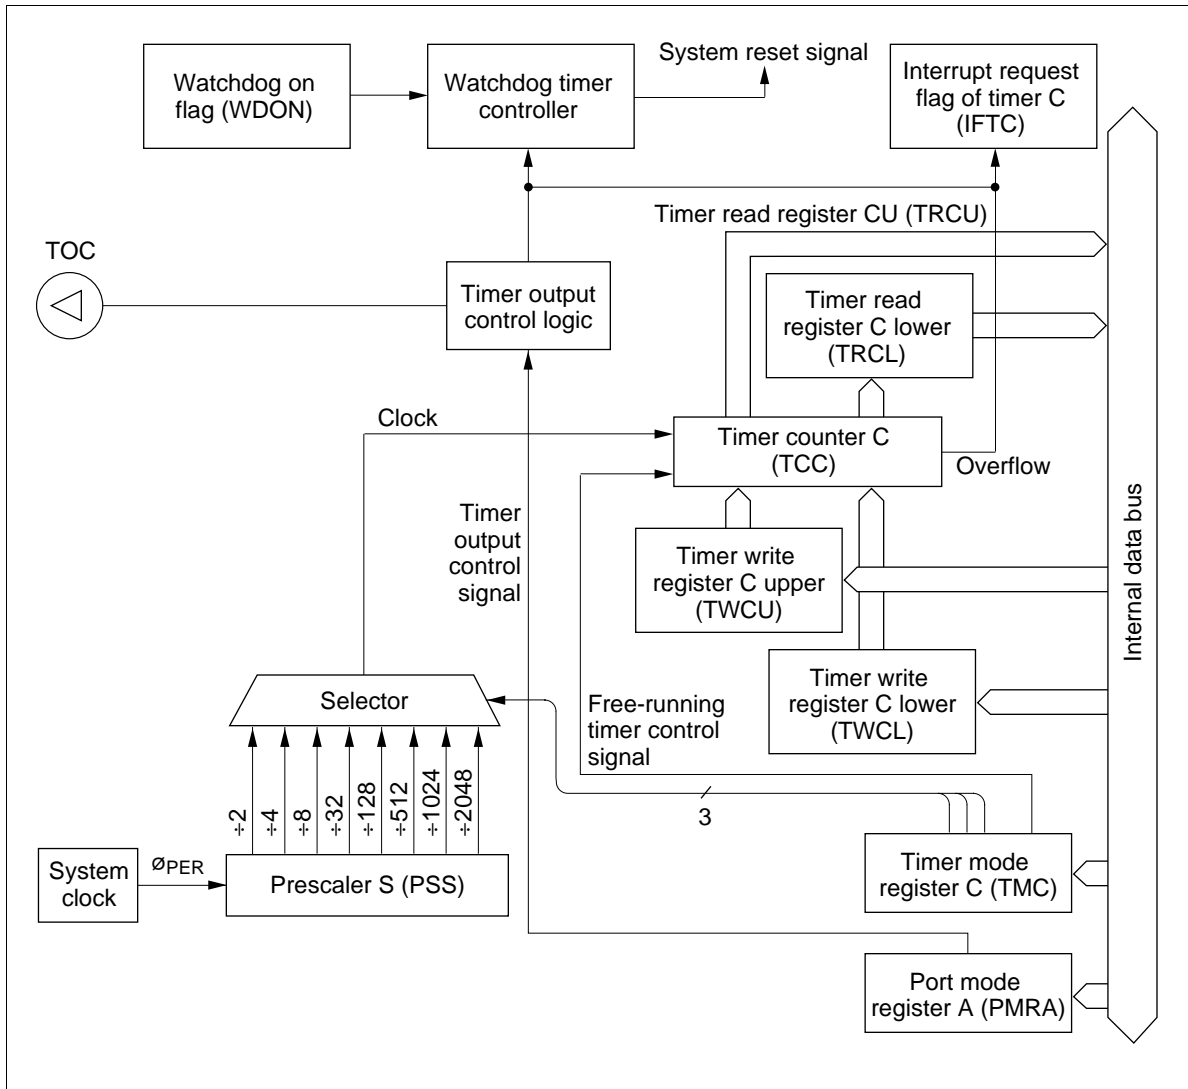 System reset signal
Watchdog on
flag (WDON)
Watchdog timer
controller
Interrupt request
flag of timer C
(IFTC)
Timer read register CU (TRCU)
TOC
Timer output
control logic
Timer read
register C lower
(TRCL)
Clock
Timer counter C
(TCC)
Overflow
Timer
output
control
signal
Timer write
register C upper
(TWCU)
Internal data bus
Timer write
register C lower
(TWCL)
Selector
Free-running
timer control
signal
÷2
÷4
÷8
÷32
÷128
÷512
÷1024
÷2048
3
System
clock
øPER
Prescaler S (PSS)
Timer mode
register C (TMC)
Port mode
register A (PMRA)